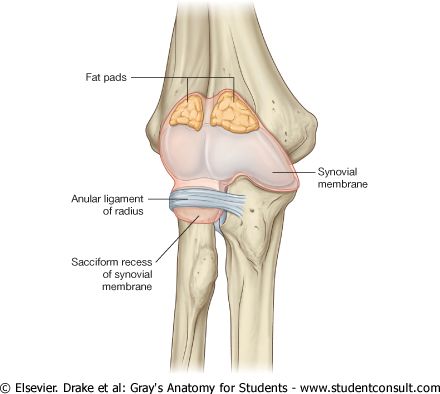 Fat pads
Synovial
membrane
Anular ligament
of radius
Sacciform recess
of synovial
membrane
© Elsevier. Drake et al: Gray's Anatomy for Students - www.studentconsult.com